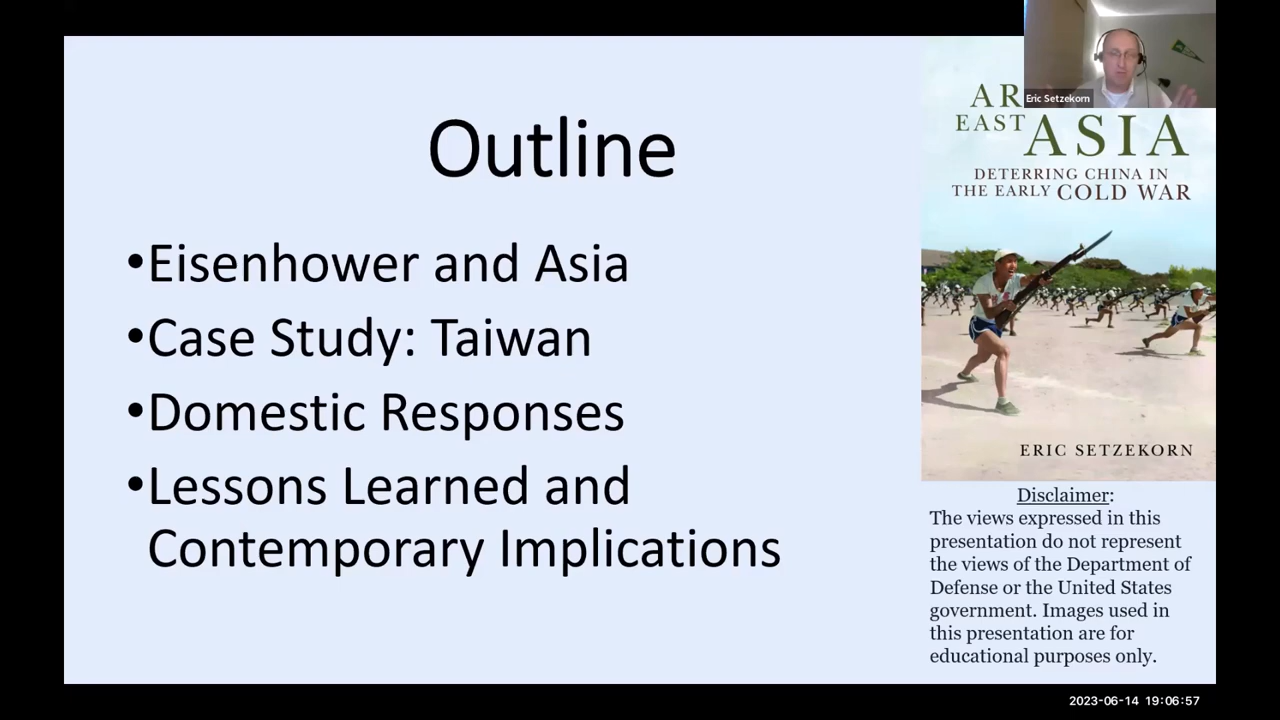 Outline
•Eisenhower and Asia
•Case Study: Taiwan
•Domestic Responses
•Lessons Learned and
Contemporary Implications
Eric Setzekorn
AR
EAST ASIA
DETERRING CHINA IN
THE EARLY COLD WAR
ERIC SETZEKORN
Disclaimer:
The views expressed in this
presentation do not represent
the views of the Department of
Defense or the United States
government. Images used in
this presentation are for
educational purposes only.
2023-06-14 19:06:57